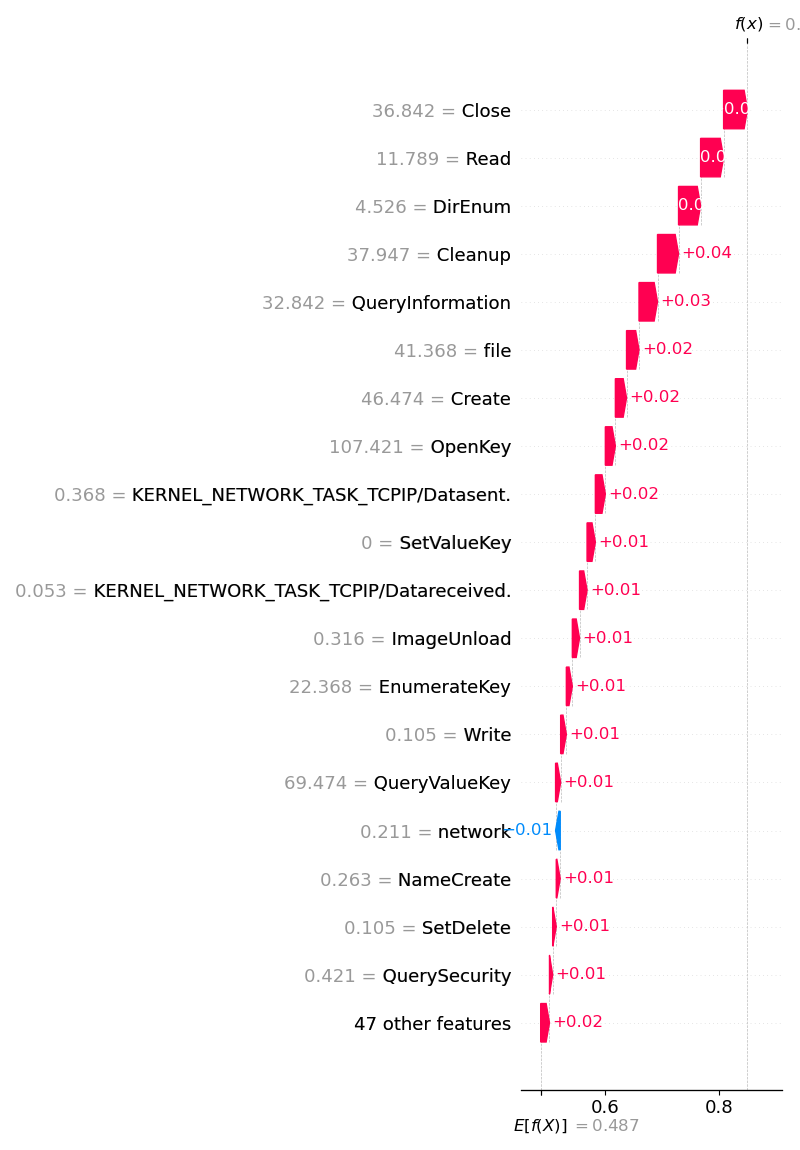 f(x) = 0.
36.842 = Close
11.789 = Read
4.526 = DirEnum
37.947 = Cleanup +0.04
32.842 = QueryInformation +0.03
41.368 = file +0.02
46.474 = Create +0.02
107.421 = OpenKey +0.02
0.368 = KERNEL_NETWORK_TASK_TCPIP/Datasent. +0.02
0 = SetValueKey +0.01
0.053 = KERNEL_NETWORK_TASK_TCPIP/Datareceived. +0.01
0.316 = ImageUnload +0.01
22.368 = EnumerateKey +0.01
0.105 = Write +0.01
69.474 = QueryValueKey +0.01
0.211 = network −0.01
0.263 = NameCreate +0.01
0.105 = SetDelete +0.01
0.421 = QuerySecurity +0.01
47 other features +0.02
0.6 0.8
E[f(X)] = 0.487